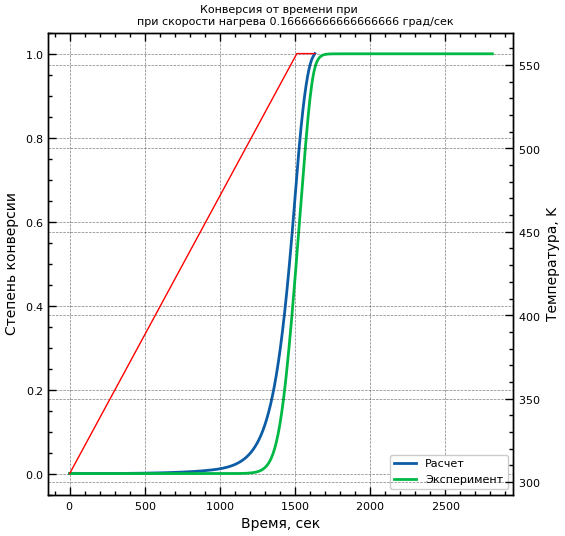 Конверсия от времени при
при скорости нагрева 0.16666666666666666 град/сек
1.0
0.8
0.6
0.4
0.2
0.0
Степень конверсии
550
500
450
400
350
300
Температура, K
0 500 1000 1500 2000 2500
Время, сек
Расчет
Эксперимент